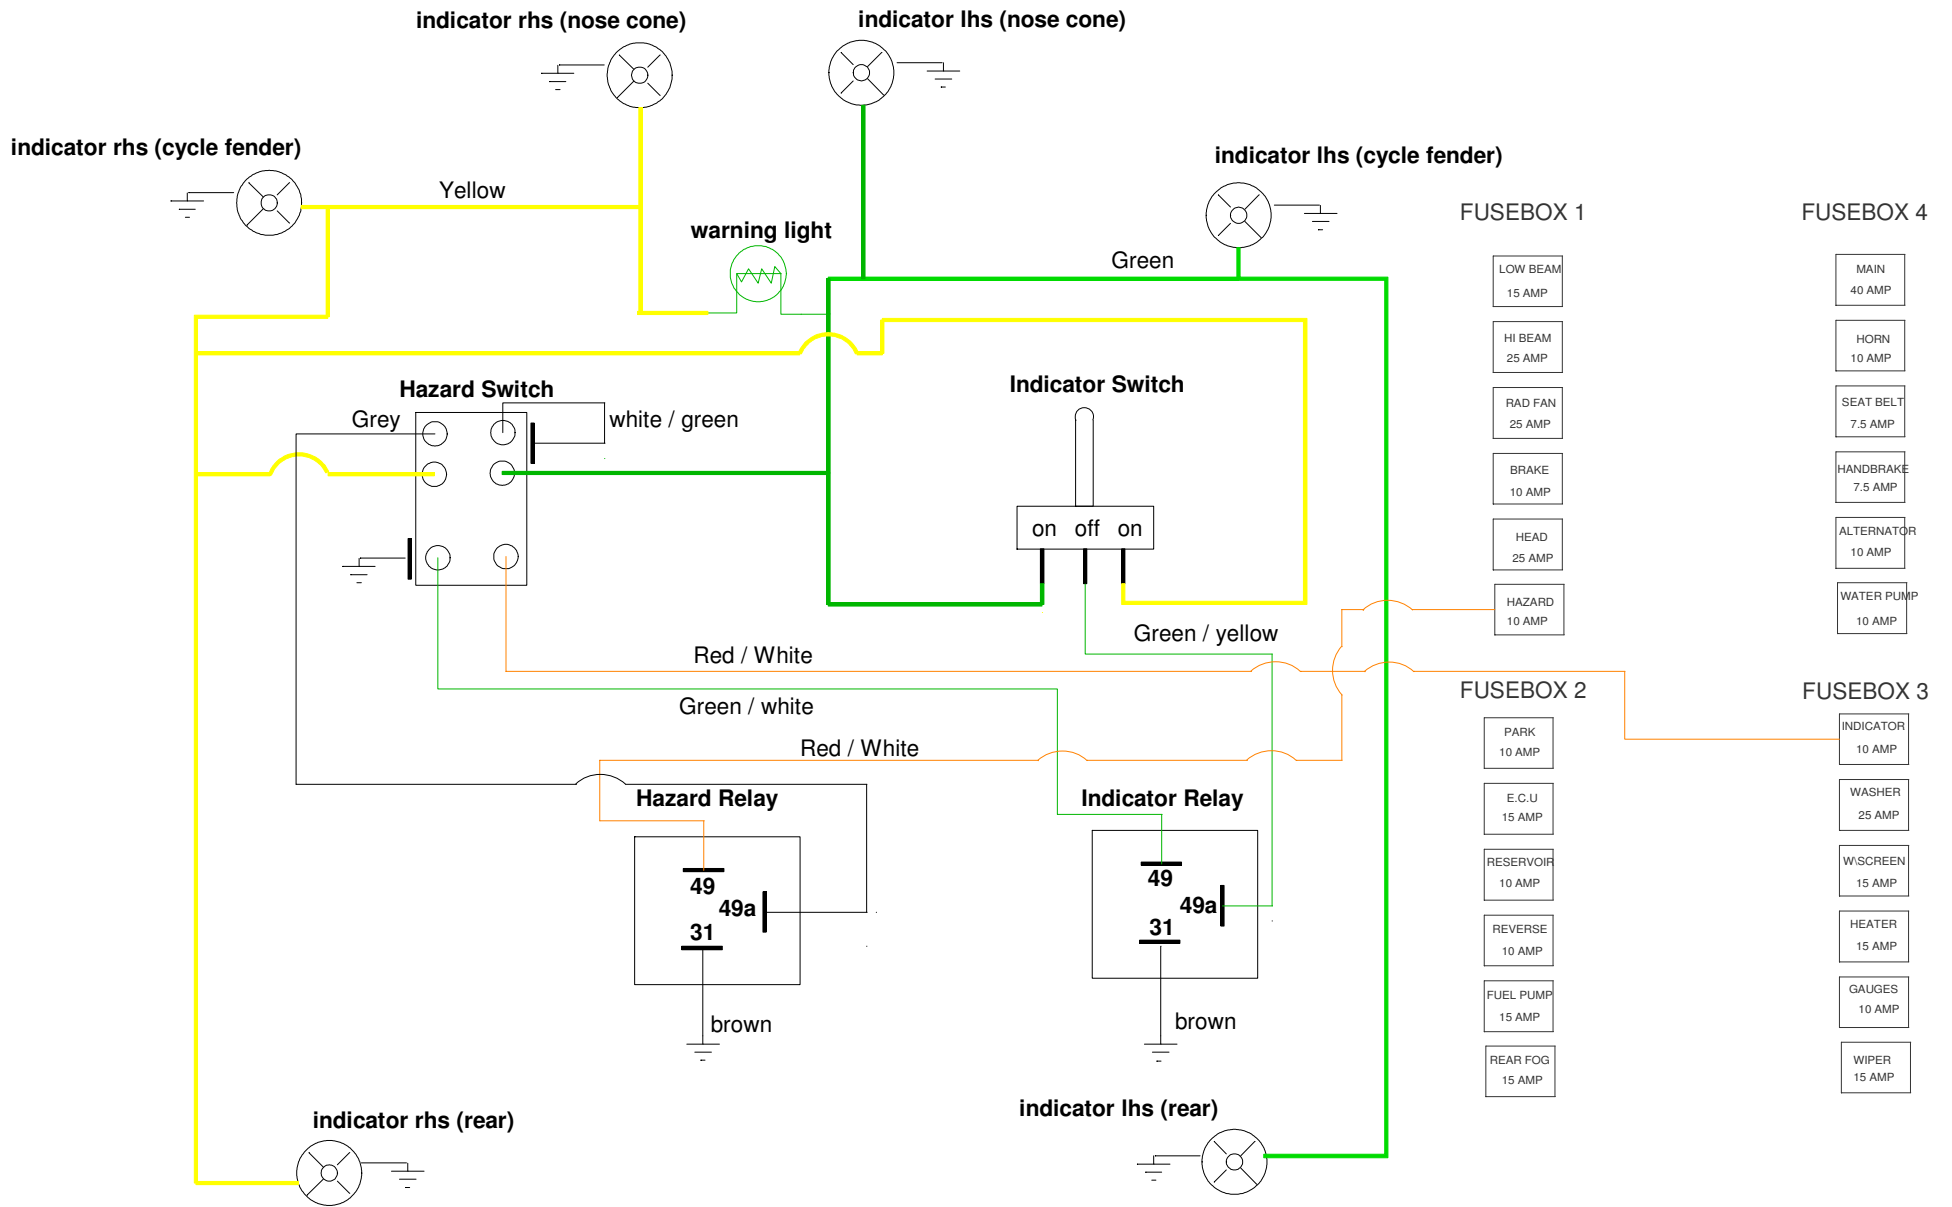 indicator rhs (nose cone)
indicator lhs (nose cone)
indicator rhs (cycle fender)
indicator lhs (cycle fender)
Yellow
warning light
Green
Hazard Switch
Grey
white / green
Indicator Switch
on off on
Green / yellow
Red / White
Green / white
Red / White
Hazard Relay
49
49a
31
brown
Indicator Relay
49
49a
31
brown
indicator rhs (rear)
indicator lhs (rear)
FUSEBOX 1
LOW BEAM
15 AMP
HI BEAM
25 AMP
RAD FAN
25 AMP
BRAKE
10 AMP
HEAD
25 AMP
HAZARD
10 AMP
FUSEBOX 4
MAIN
40 AMP
HORN
10 AMP
SEAT BELT
7.5 AMP
HANDBRAKE
7.5 AMP
ALTERNATOR
10 AMP
WATER PUMP
10 AMP
FUSEBOX 2
PARK
10 AMP
E.C.U
15 AMP
RESERVOIR
10 AMP
REVERSE
10 AMP
FUEL PUMP
15 AMP
REAR FOG
15 AMP
FUSEBOX 3
INDICATOR
10 AMP
WASHER
25 AMP
W\SCREEN
15 AMP
HEATER
15 AMP
GAUGES
10 AMP
WIPER
15 AMP